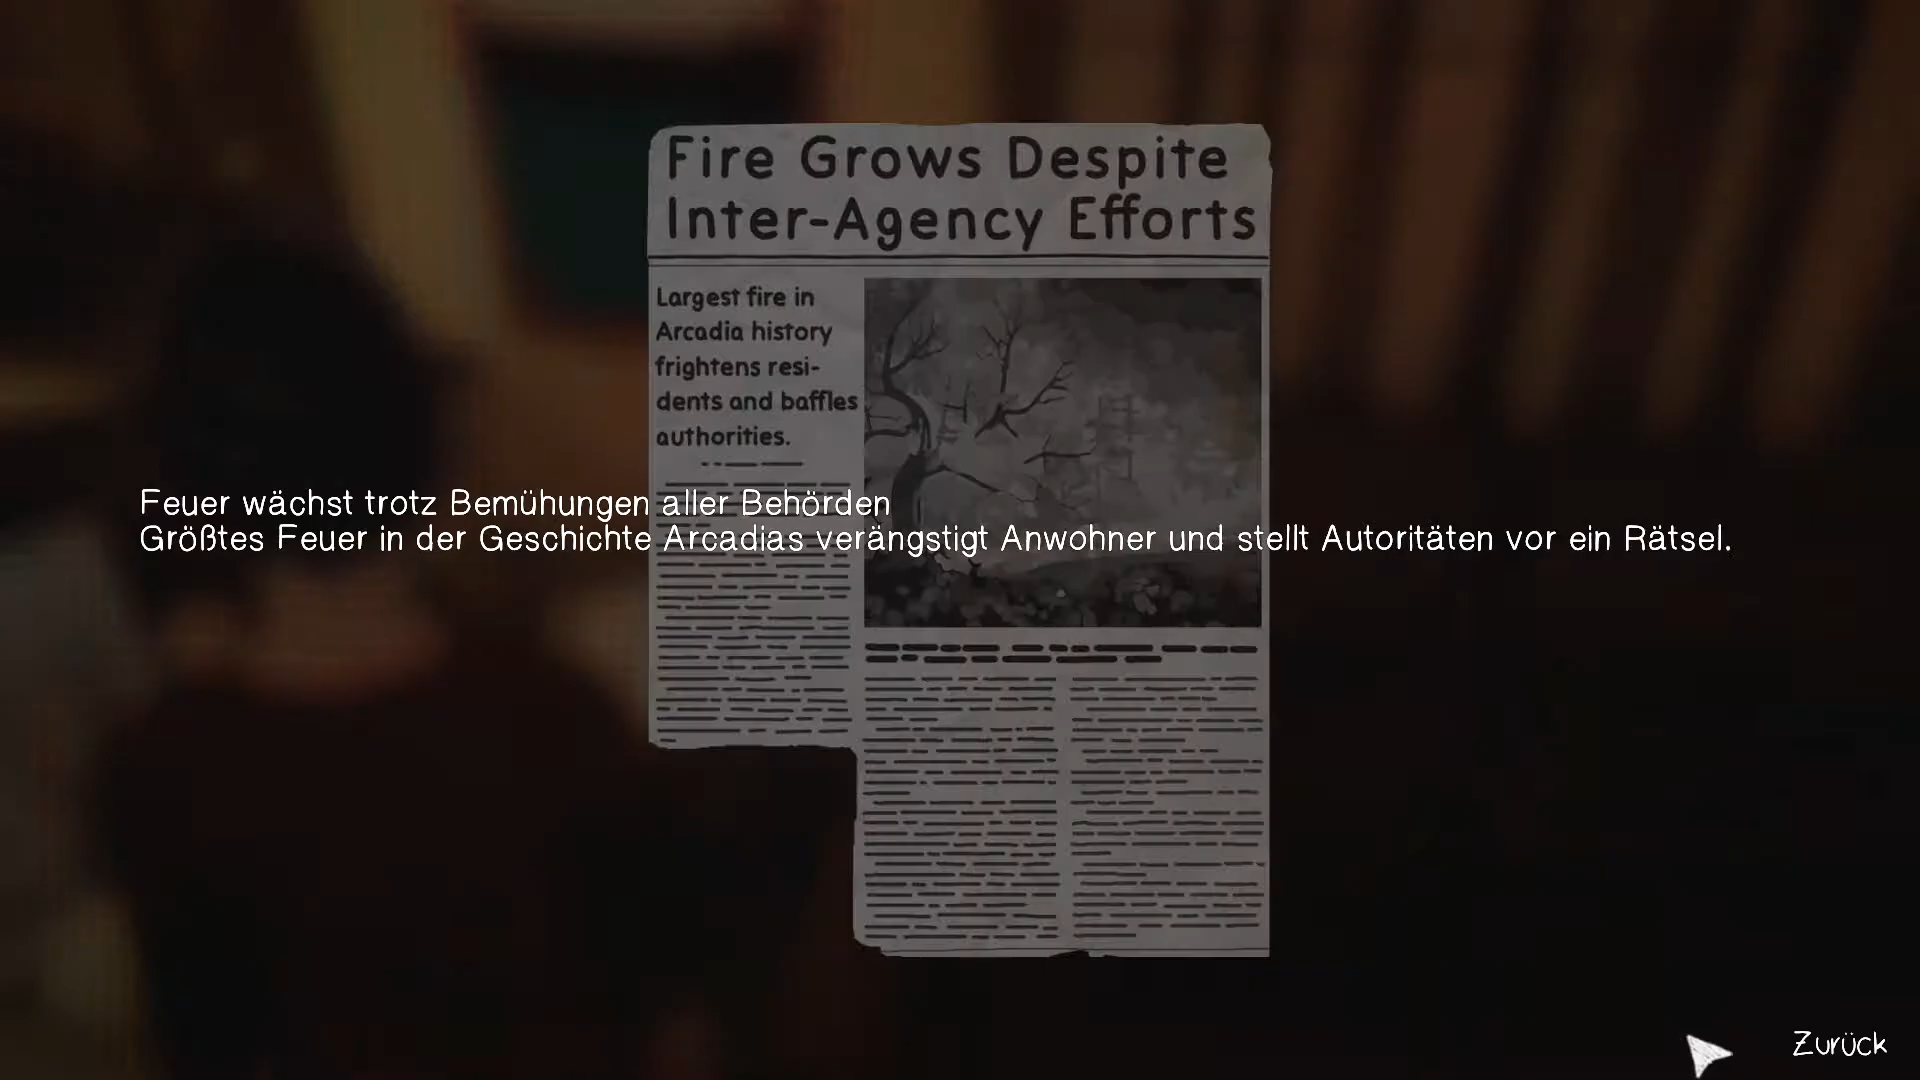 Fire Grows Despite
Inter-Agency Efforts
Largest fire in
Arcadia history
frightens resi-
dents and baffles
authorities.
Feuer wächst trotz Bemühungen aller Behörden
Größtes Feuer in der Geschichte Arcadias verängstigt Anwohner und stellt Autoritäten vor ein Rätsel.
Zurück